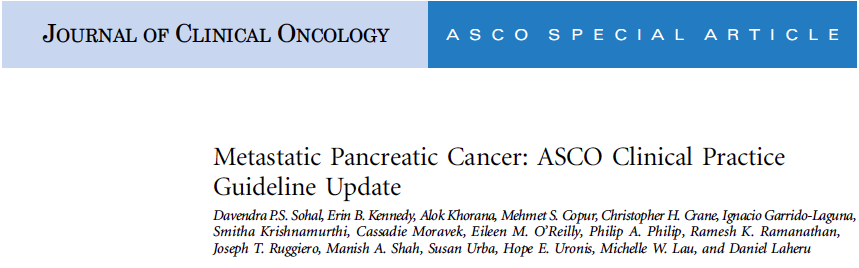 JOURNAL OF CLINICAL ONCOLOGY
ASCO SPECIAL ARTICLE
Metastatic Pancreatic Cancer: ASCO Clinical Practice
Guideline Update
Davendra P.S. Sohal, Erin B. Kennedy, Alok Khorana, Mehmet S. Copur, Christopher H. Crane, Ignacio Garrido-Laguna,
Smitha Krishnamurthi, Cassadie Moravek, Eileen M. O’Reilly, Philip A. Philip, Ramesh K. Ramanathan,
Joseph T. Ruggiero, Manish A. Shah, Susan Urba, Hope E. Uronis, Michelle W. Lau, and Daniel Laheru